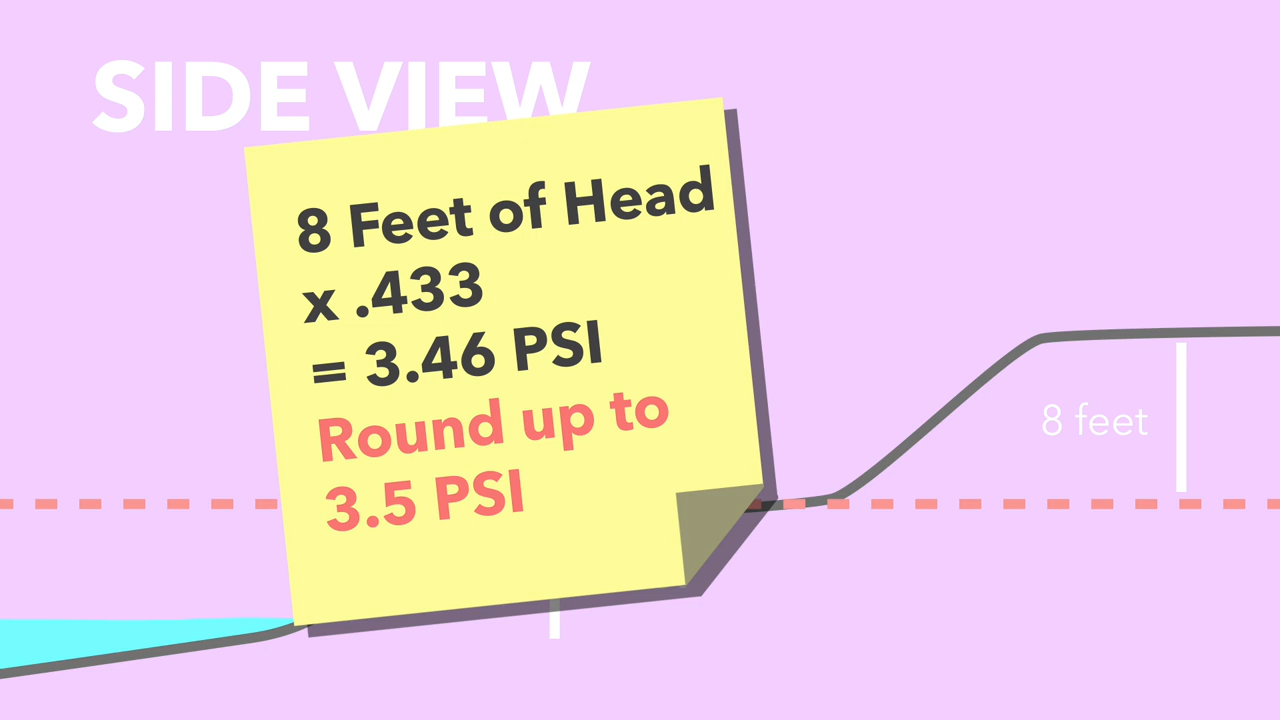 SIDE VIEW
8 Feet of Head
x .433
= 3.46 PSI
Round up to
3.5 PSI
8 feet